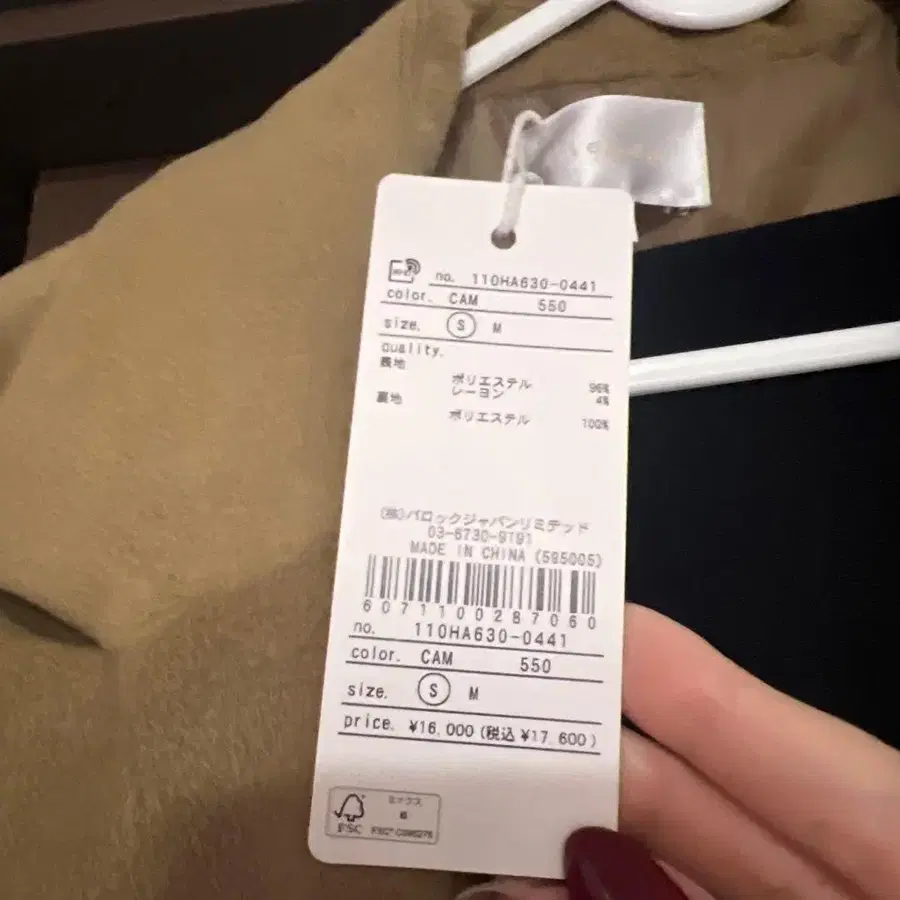 no. 110HA630-0441
color. CAM 550
size. S M
quality.
表地
ポリエステル 96%
レーヨン 4%
裏地
ポリエステル 100%
(株)バロックジャパンリミテッド
03-6730-9191
MADE IN CHINA (595005)
6071100287060
no. 110HA630-0441
color. CAM 550
size. S M
price. ¥16,000 (税込 ¥17,600)
ミックス
FSC